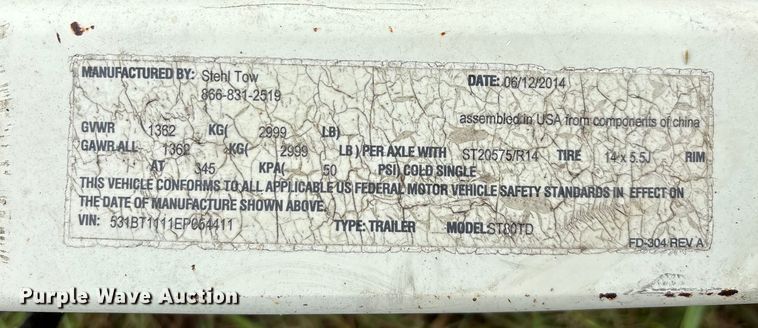 MANUFACTURED BY: Stehl Tow DATE: 06/12/2014
866-831-2519
assembled in USA from components of china
GVWR 1362 KG( 2999 LB)
GAWR ALL 1362 KG( 2999 LB ) PER AXLE WITH ST20575/R14 TIRE 14 x 5.5J RIM
AT 345 KPA( 50 PSI) COLD SINGLE
THIS VEHICLE CONFORMS TO ALL APPLICABLE US FEDERAL MOTOR VEHICLE SAFETY STANDARDS IN EFFECT ON
THE DATE OF MANUFACTURE SHOWN ABOVE.
VIN: 531BT1111EP054411 TYPE: TRAILER MODEL ST80TD
FD-304 REV A
Purple Wave Auction